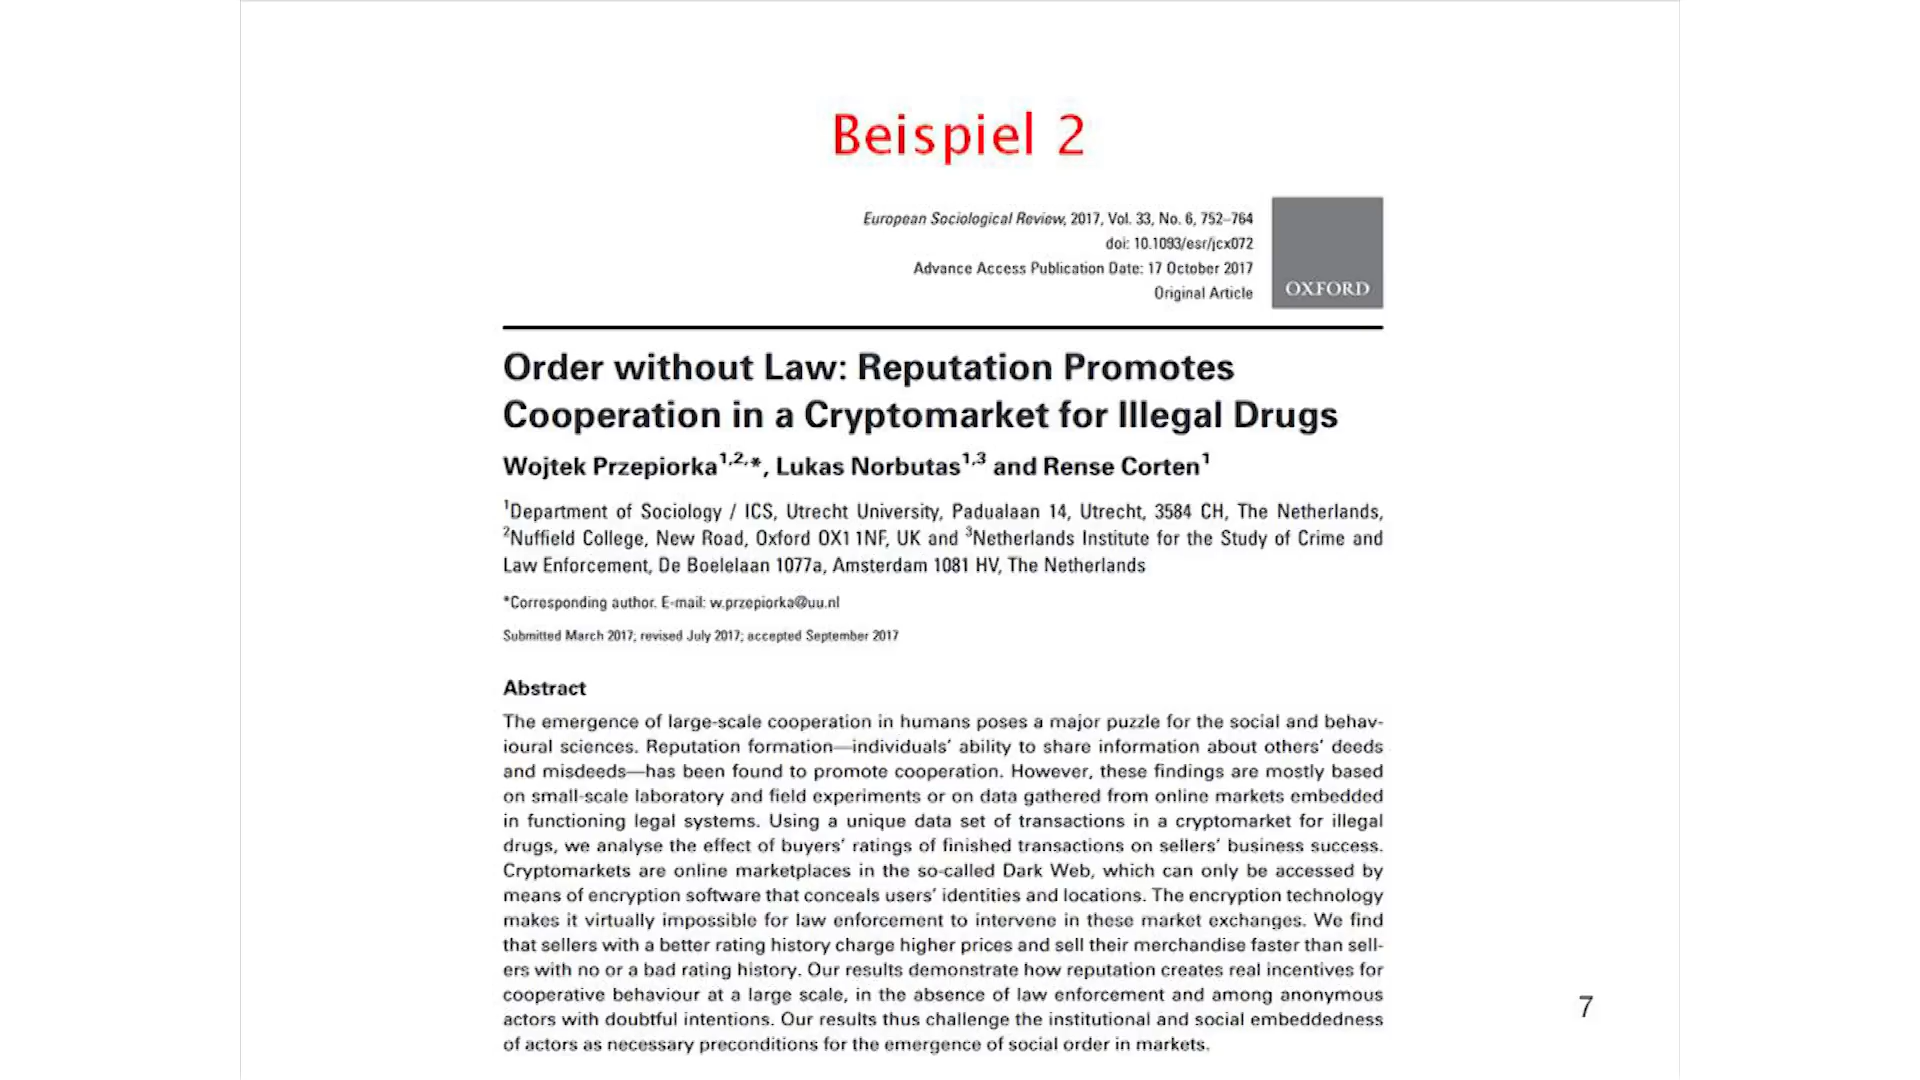 Beispiel 2
European Sociological Review, 2017, Vol. 33, No. 6, 752–764
doi: 10.1093/esr/jcx072
Advance Access Publication Date: 17 October 2017
Original Article
OXFORD
Order without Law: Reputation Promotes
Cooperation in a Cryptomarket for Illegal Drugs
Wojtek Przepiorka1,2,*, Lukas Norbutas1,3 and Rense Corten1
1Department of Sociology / ICS, Utrecht University, Padualaan 14, Utrecht, 3584 CH, The Netherlands,
2Nuffield College, New Road, Oxford OX1 1NF, UK and 3Netherlands Institute for the Study of Crime and
Law Enforcement, De Boelelaan 1077a, Amsterdam 1081 HV, The Netherlands
*Corresponding author. E-mail: w.przepiorka@uu.nl
Submitted March 2017; revised July 2017; accepted September 2017
Abstract
The emergence of large-scale cooperation in humans poses a major puzzle for the social and behav-
ioural sciences. Reputation formation—individuals' ability to share information about others' deeds
and misdeeds—has been found to promote cooperation. However, these findings are mostly based
on small-scale laboratory and field experiments or on data gathered from online markets embedded
in functioning legal systems. Using a unique data set of transactions in a cryptomarket for illegal
drugs, we analyse the effect of buyers' ratings of finished transactions on sellers' business success.
Cryptomarkets are online marketplaces in the so-called Dark Web, which can only be accessed by
means of encryption software that conceals users' identities and locations. The encryption technology
makes it virtually impossible for law enforcement to intervene in these market exchanges. We find
that sellers with a better rating history charge higher prices and sell their merchandise faster than sell-
ers with no or a bad rating history. Our results demonstrate how reputation creates real incentives for
cooperative behaviour at a large scale, in the absence of law enforcement and among anonymous
actors with doubtful intentions. Our results thus challenge the institutional and social embeddedness
of actors as necessary preconditions for the emergence of social order in markets.
7